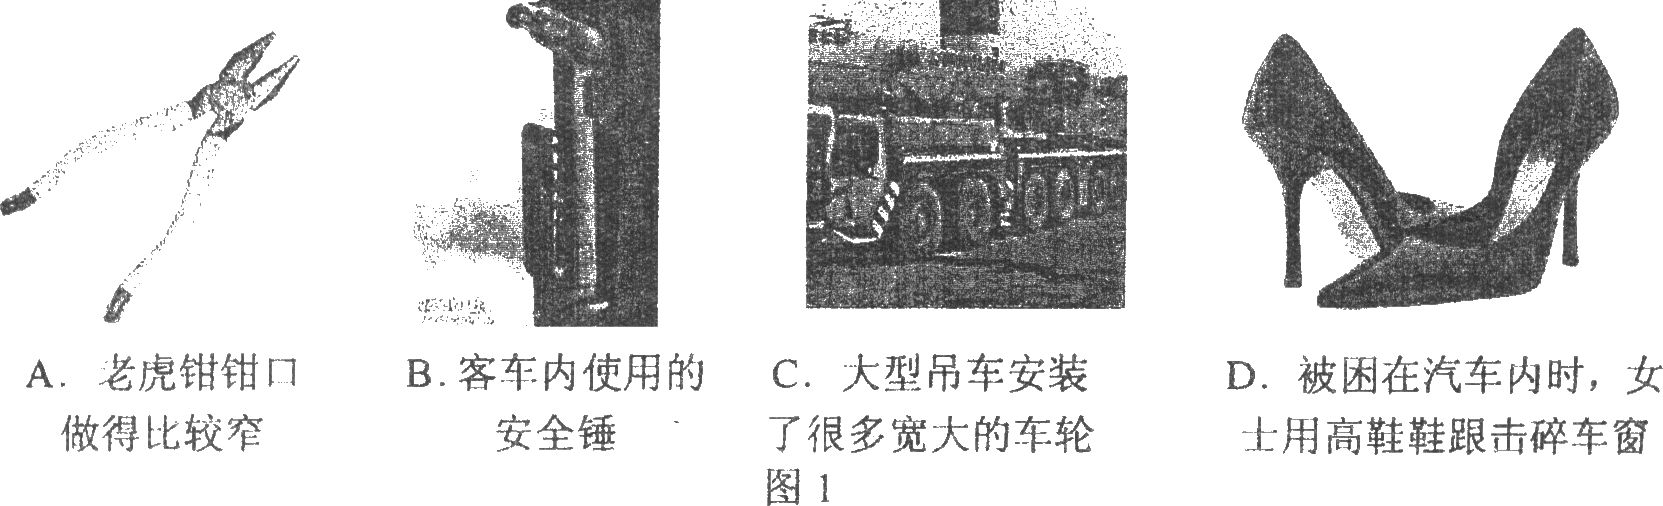 A. 老虎钳钳口
做得比较窄
B. 客车内使用的
安全锤
C. 大型吊车安装
了很多宽大的车轮
D. 被困在汽车内时，女
士用高鞋鞋跟击碎车窗
图 1